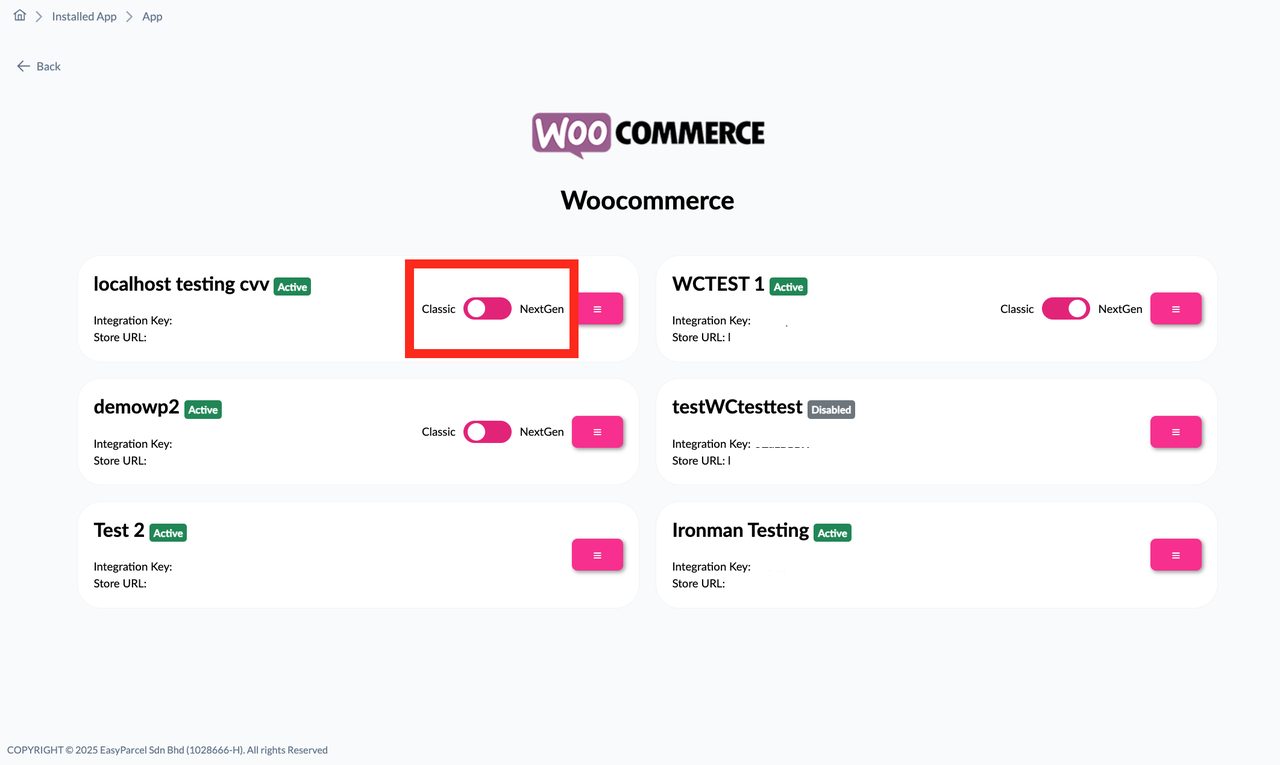 Installed App App
Back
WOO COMMERCE
Woocommerce
localhost testing cvv Active
Integration Key:
Store URL:
Classic NextGen
WCTEST 1 Active
Integration Key:
Store URL: l
Classic NextGen
demowp2 Active
Integration Key:
Store URL:
Classic NextGen
testWCtesttest Disabled
Integration Key:
Store URL: l
Test 2 Active
Integration Key:
Store URL:
Ironman Testing Active
Integration Key:
Store URL:
COPYRIGHT © 2025 EasyParcel Sdn Bhd (1028666-H). All rights Reserved